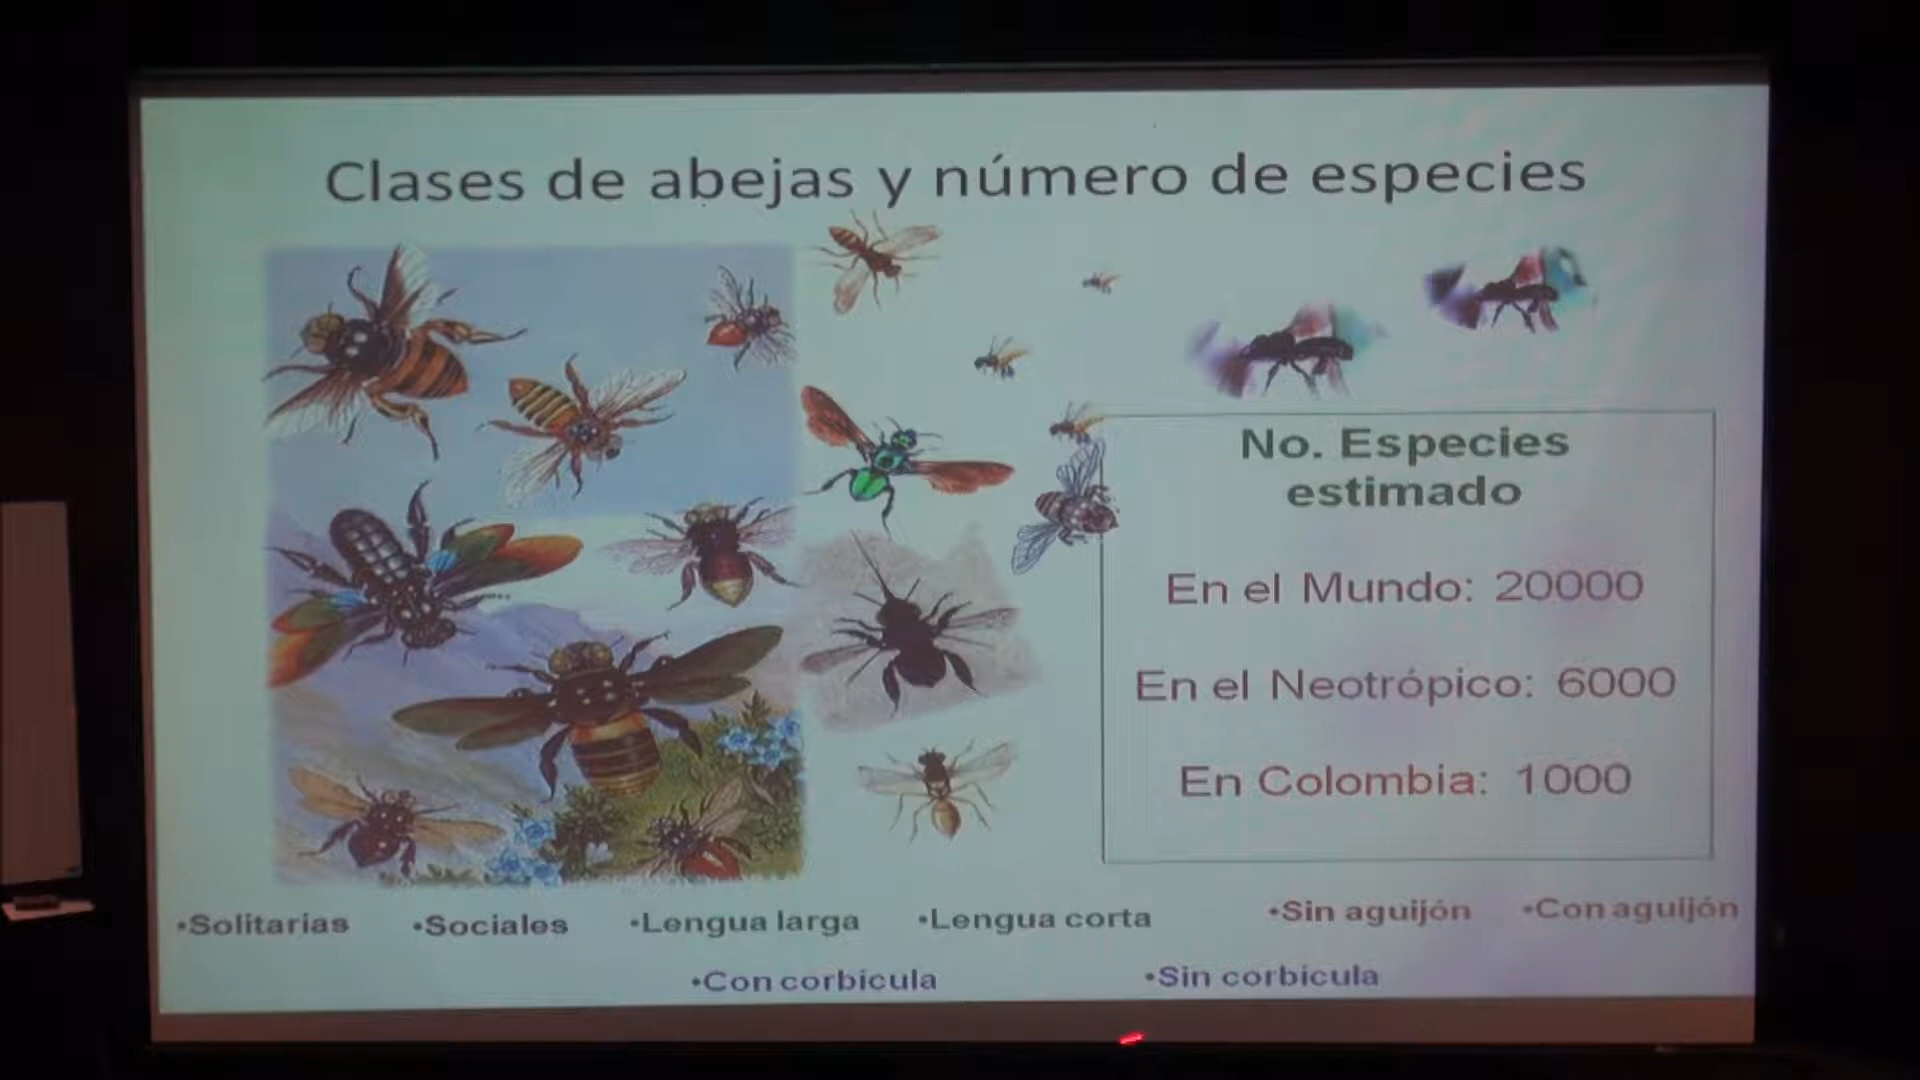 Clases de abejas y número de especies
No. Especies
estimado
En el Mundo: 20000
En el Neotrópico: 6000
En Colombia: 1000
•Solitarias •Sociales •Lengua larga •Lengua corta •Sin aguijón •Con aguijón
•Con corbicula •Sin corbicula